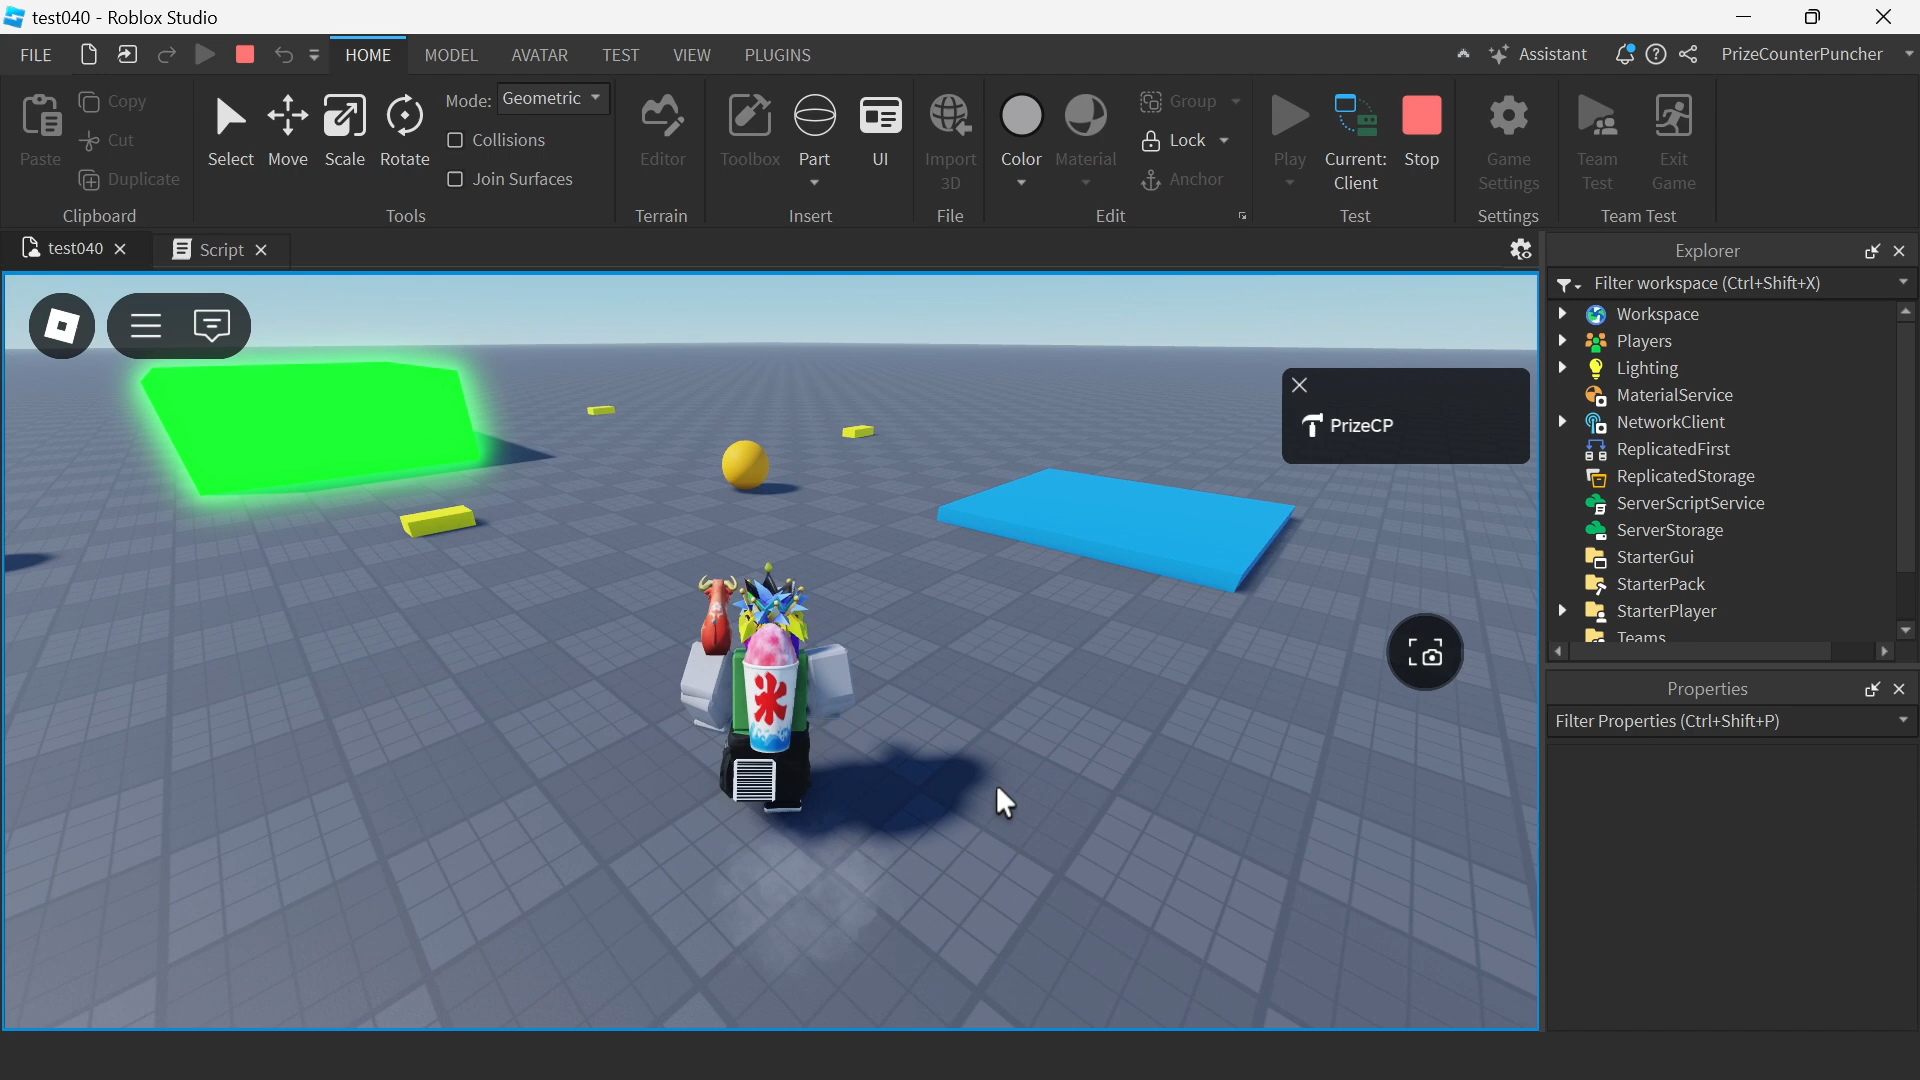 test040 - Roblox Studio
FILE HOME MODEL AVATAR TEST VIEW PLUGINS Assistant PrizeCounterPuncher
Paste Copy Cut Duplicate
Clipboard
Select Move Scale Rotate
Mode: Geometric
Collisions
Join Surfaces
Tools
Editor
Terrain
Toolbox Part UI
Insert
Import 3D
File
Color Material Group Lock Anchor
Edit
Play Current: Client Stop
Test
Game Settings
Settings
Team Test Exit Game
Team Test
test040 Script
Explorer
Filter workspace (Ctrl+Shift+X)
Workspace
Players
Lighting
MaterialService
NetworkClient
ReplicatedFirst
ReplicatedStorage
ServerScriptService
ServerStorage
StarterGui
StarterPack
StarterPlayer
Teams
Properties
Filter Properties (Ctrl+Shift+P)
PrizeCP
氷